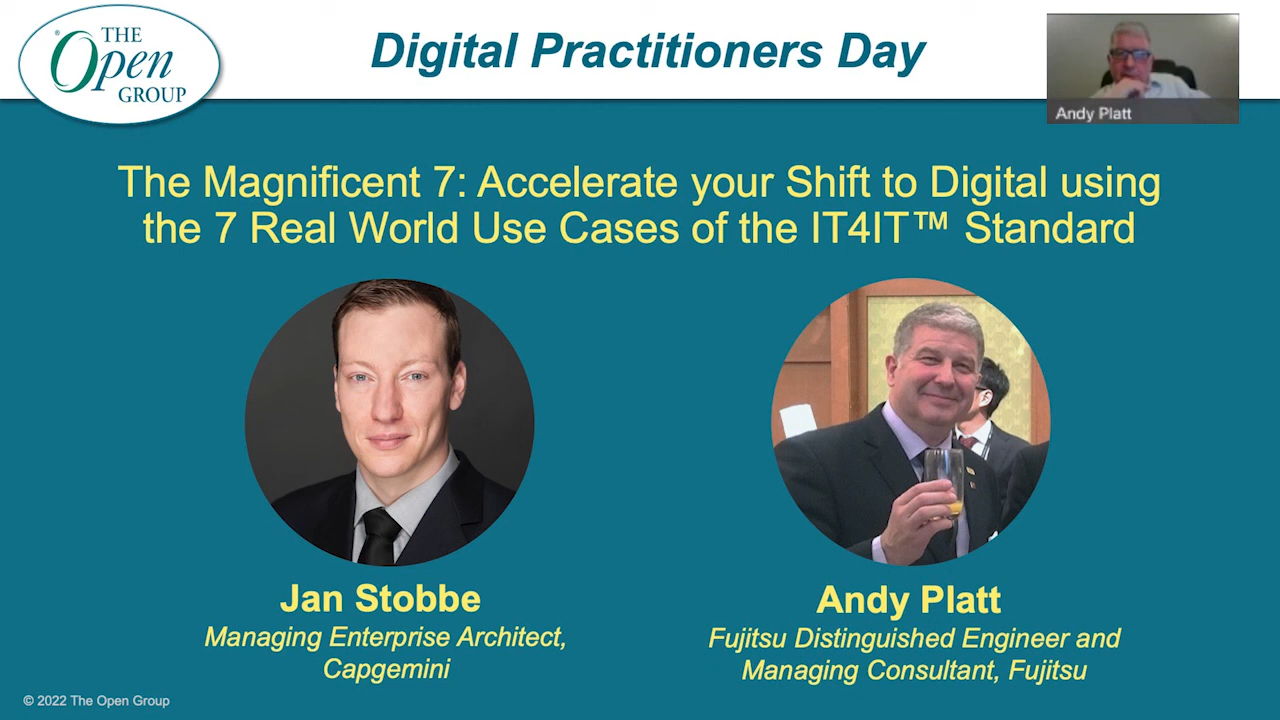 THE
Open
GROUP
®
Digital Practitioners Day
Andy Platt
The Magnificent 7: Accelerate your Shift to Digital using
the 7 Real World Use Cases of the IT4IT™ Standard
Jan Stobbe
Managing Enterprise Architect,
Capgemini
Andy Platt
Fujitsu Distinguished Engineer and
Managing Consultant, Fujitsu
© 2022 The Open Group